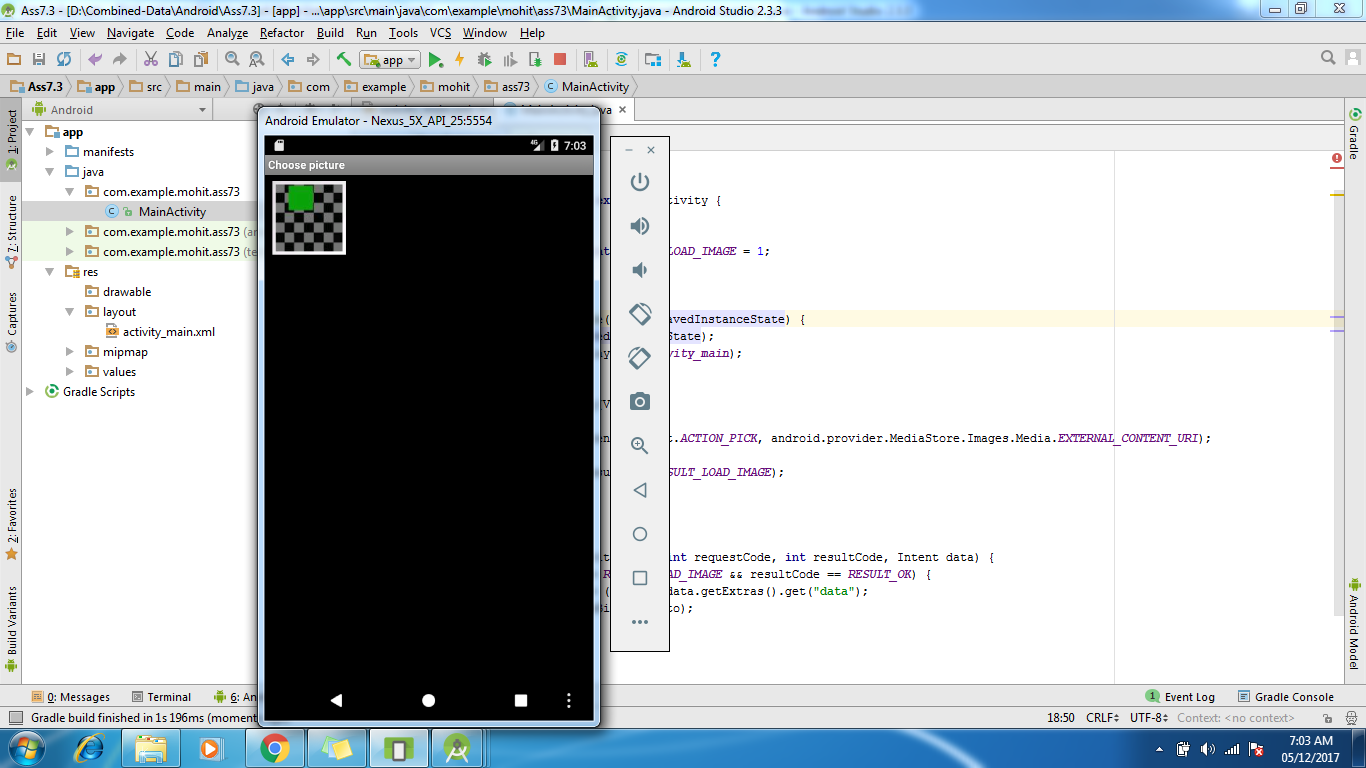 Ass7.3 - [D:\Combined-Data\Android\Ass7.3] - [app] - ...\app\src\main\java\com\example\mohit\ass73\MainActivity.java - Android Studio 2.3.3
File Edit View Navigate Code Analyze Refactor Build Run Tools VCS Window Help
app
Ass7.3 app src main java com example mohit ass73 MainActivity
1: Project
7: Structure
Captures
2: Favorites
Build Variants
Android
app
manifests
java
com.example.mohit.ass73
MainActivity
com.example.mohit.ass73
com.example.mohit.ass73
res
drawable
layout
activity_main.xml
mipmap
values
Gradle Scripts
Android Emulator - Nexus_5X_API_25:5554
4G 7:03
Choose picture
tivity {
LOAD_IMAGE = 1;
avedInstanceState) {
State);
vity_main);
.ACTION_PICK, android.provider.MediaStore.Images.Media.EXTERNAL_CONTENT_URI);
SULT_LOAD_IMAGE);
int requestCode, int resultCode, Intent data) {
AD_IMAGE && resultCode == RESULT_OK) {
data.getExtras().get("data");
to);
Gradle
Android Model
0: Messages Terminal 6: An 1 Event Log Gradle Console
Gradle build finished in 1s 196ms (moment 18:50 CRLF UTF-8 Context: <no context>
7:03 AM
05/12/2017